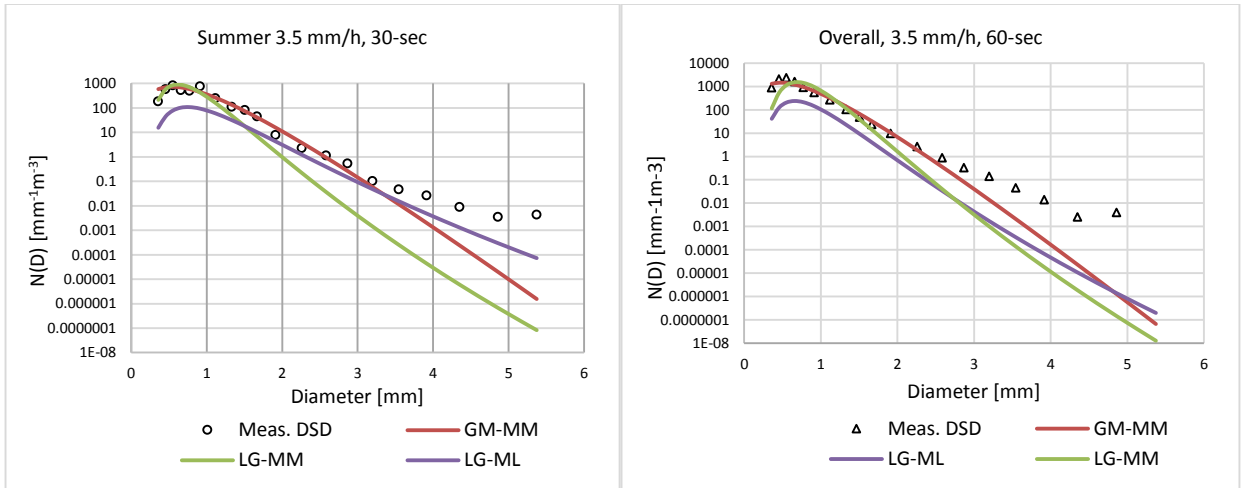 Summer 3.5 mm/h, 30-sec
N(D) [mm⁻¹m⁻³]
1000
100
10
1
0.1
0.01
0.001
0.0001
0.00001
0.000001
0.0000001
1E-08
0 1 2 3 4 5 6
Diameter [mm]
Meas. DSD GM-MM
LG-MM LG-ML
Overall, 3.5 mm/h, 60-sec
N(D) [mm-1m-3]
10000
1000
100
10
1
0.1
0.01
0.001
0.0001
0.00001
0.000001
0.0000001
1E-08
0 1 2 3 4 5 6
Diameter [mm]
Meas. DSD GM-MM
LG-ML LG-MM